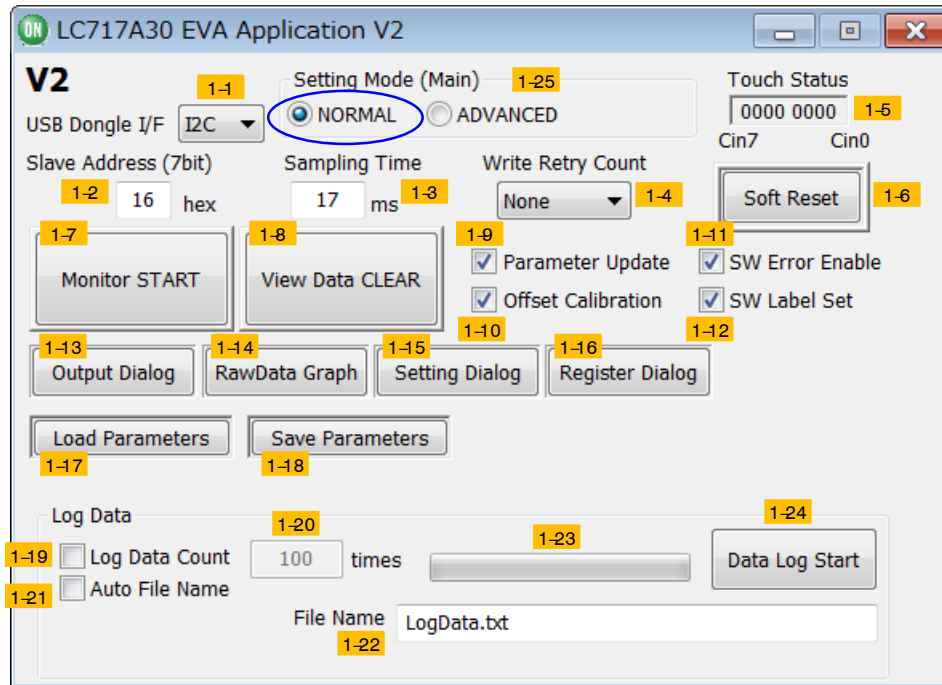 ON LC717A30 EVA Application V2
V2
1-1
Setting Mode (Main)
1-25
Touch Status
USB Dongle I/F
I2C
NORMAL
ADVANCED
0000 0000
1-5
Cin7
Cin0
Slave Address (7bit)
Sampling Time
Write Retry Count
1-2
16
hex
17
ms
1-3
None
1-4
Soft Reset
1-6
1-7
1-8
1-9
1-11
Monitor START
View Data CLEAR
Parameter Update
SW Error Enable
Offset Calibration
SW Label Set
1-10
1-12
1-13
1-14
1-15
1-16
Output Dialog
RawData Graph
Setting Dialog
Register Dialog
Load Parameters
Save Parameters
1-17
1-18
Log Data
1-20
1-24
1-19
Log Data Count
100
times
1-23
Data Log Start
1-21
Auto File Name
File Name
LogData.txt
1-22